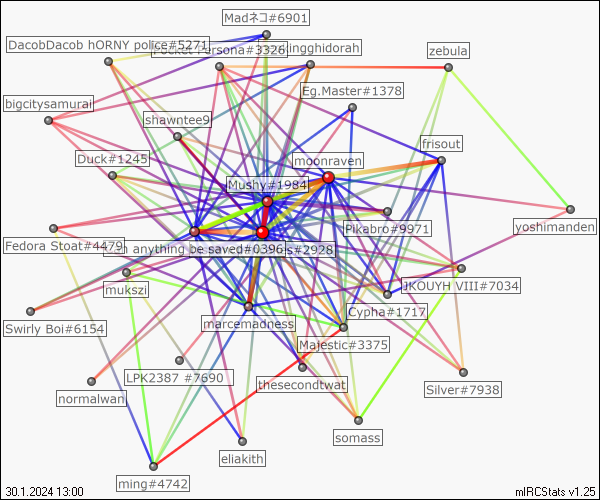 Madネコ#6901
DacobDacob hORNY police#5271
Pocket Persona#3326
kingghidorah
zebula
Eg.Master#1378
bigcitysamurai
shawntee9
frisout
Duck#1245
moonraven
Mushy#1984
yoshimanden
Pikabro#9971
Fedora Stoat#4479
h anything be saved#0396
s#2928
JKOUYH VIII#7034
mukszi
Cypha#1717
Swirly Boi#6154
marcemadness
Majestic#3375
LPK2387 #7690
thesecondtwat
Silver#7938
normalwan
somass
eliakith
ming#4742
30.1.2024 13:00
mIRCStats v1.25